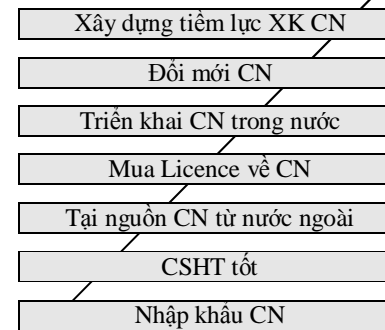 Xây dựng tiềm lực XK CN
Đổi mới CN
Triển khai CN trong nước
Mua Licence về CN
Tại nguồn CN từ nước ngoài
CSHT tốt
Nhập khẩu CN